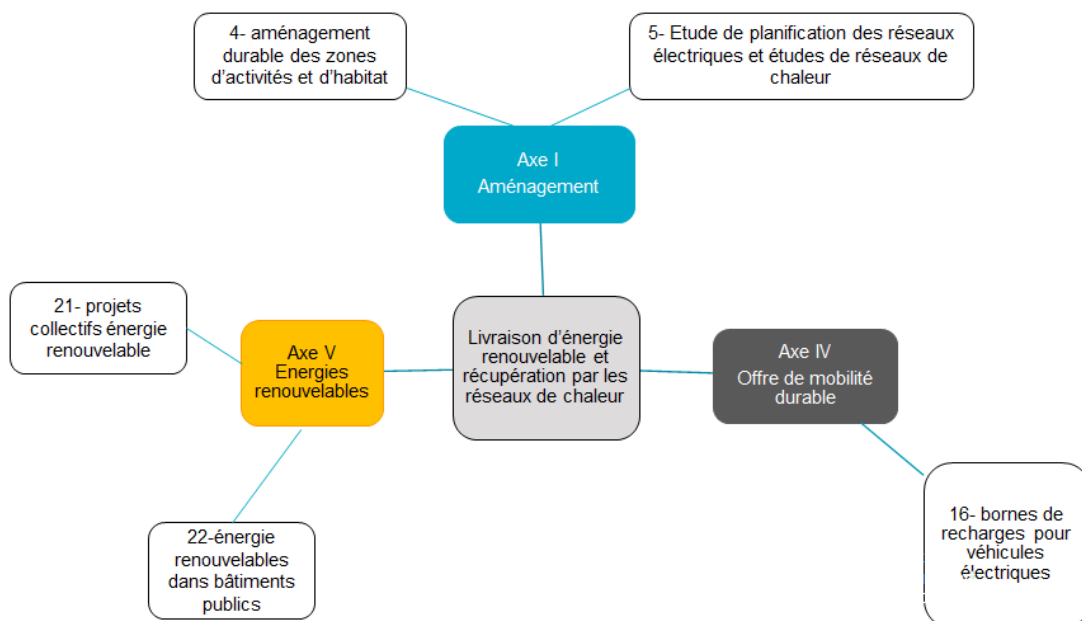 4- aménagement
durable des zones
d'activités et d'habitat
5- Etude de planification des réseaux
électriques et études de réseaux de
chaleur
Axe I
Aménagement
21- projets
collectifs énergie
renouvelable
Axe V
Energies
renouvelables
Livraison d'énergie
renouvelable et
récupération par les
réseaux de chaleur
Axe IV
Offre de mobilité
durable
22-énergie
renouvelables
dans bâtiments
publics
16- bornes de
recharges pour
véhicules
électriques